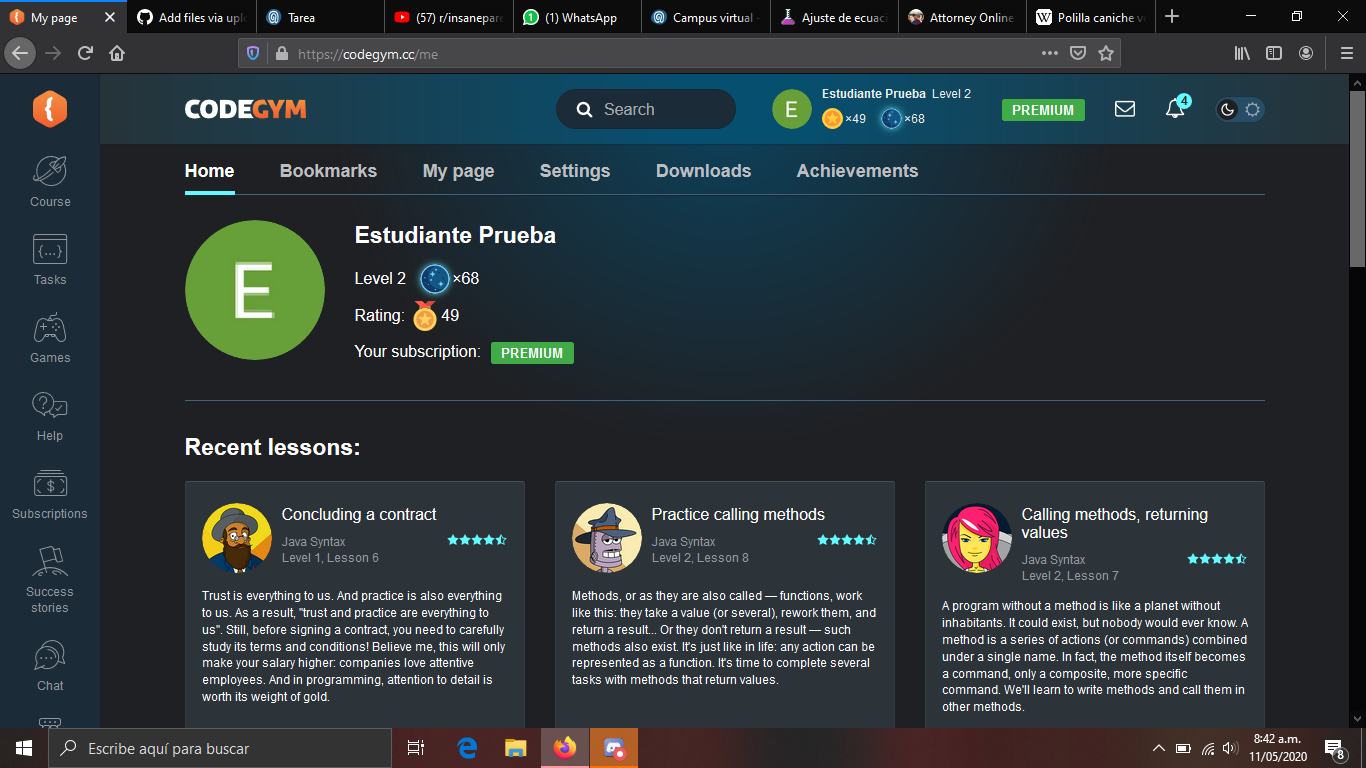 My page
Add files via uplo
Tarea
(57) r/insanepare
(1) WhatsApp
Campus virtual -
Ajuste de ecuaci
Attorney Online
Polilla caniche v
https://codegym.cc/me
CODEGYM
Search
E
Estudiante Prueba Level 2
×49 ×68
PREMIUM
4
Course
Tasks
Games
Help
Subscriptions
Success
stories
Chat
Home
Bookmarks
My page
Settings
Downloads
Achievements
E
Estudiante Prueba
Level 2 ×68
Rating: 49
Your subscription: PREMIUM
Recent lessons:
Concluding a contract
Java Syntax
Level 1, Lesson 6
Trust is everything to us. And practice is also everything
to us. As a result, "trust and practice are everything to
us". Still, before signing a contract, you need to carefully
study its terms and conditions! Believe me, this will only
make your salary higher: companies love attentive
employees. And in programming, attention to detail is
worth its weight of gold.
Practice calling methods
Java Syntax
Level 2, Lesson 8
Methods, or as they are also called — functions, work
like this: they take a value (or several), rework them, and
return a result... Or they don't return a result — such
methods also exist. It's just like in life: any action can be
represented as a function. It's time to complete several
tasks with methods that return values.
Calling methods, returning
values
Java Syntax
Level 2, Lesson 7
A program without a method is like a planet without
inhabitants. It could exist, but nobody would ever know. A
method is a series of actions (or commands) combined
under a single name. In fact, the method itself becomes
a command, only a composite, more specific
command. We'll learn to write methods and call them in
other methods.
Escribe aquí para buscar
8:42 a.m.
11/05/2020
8